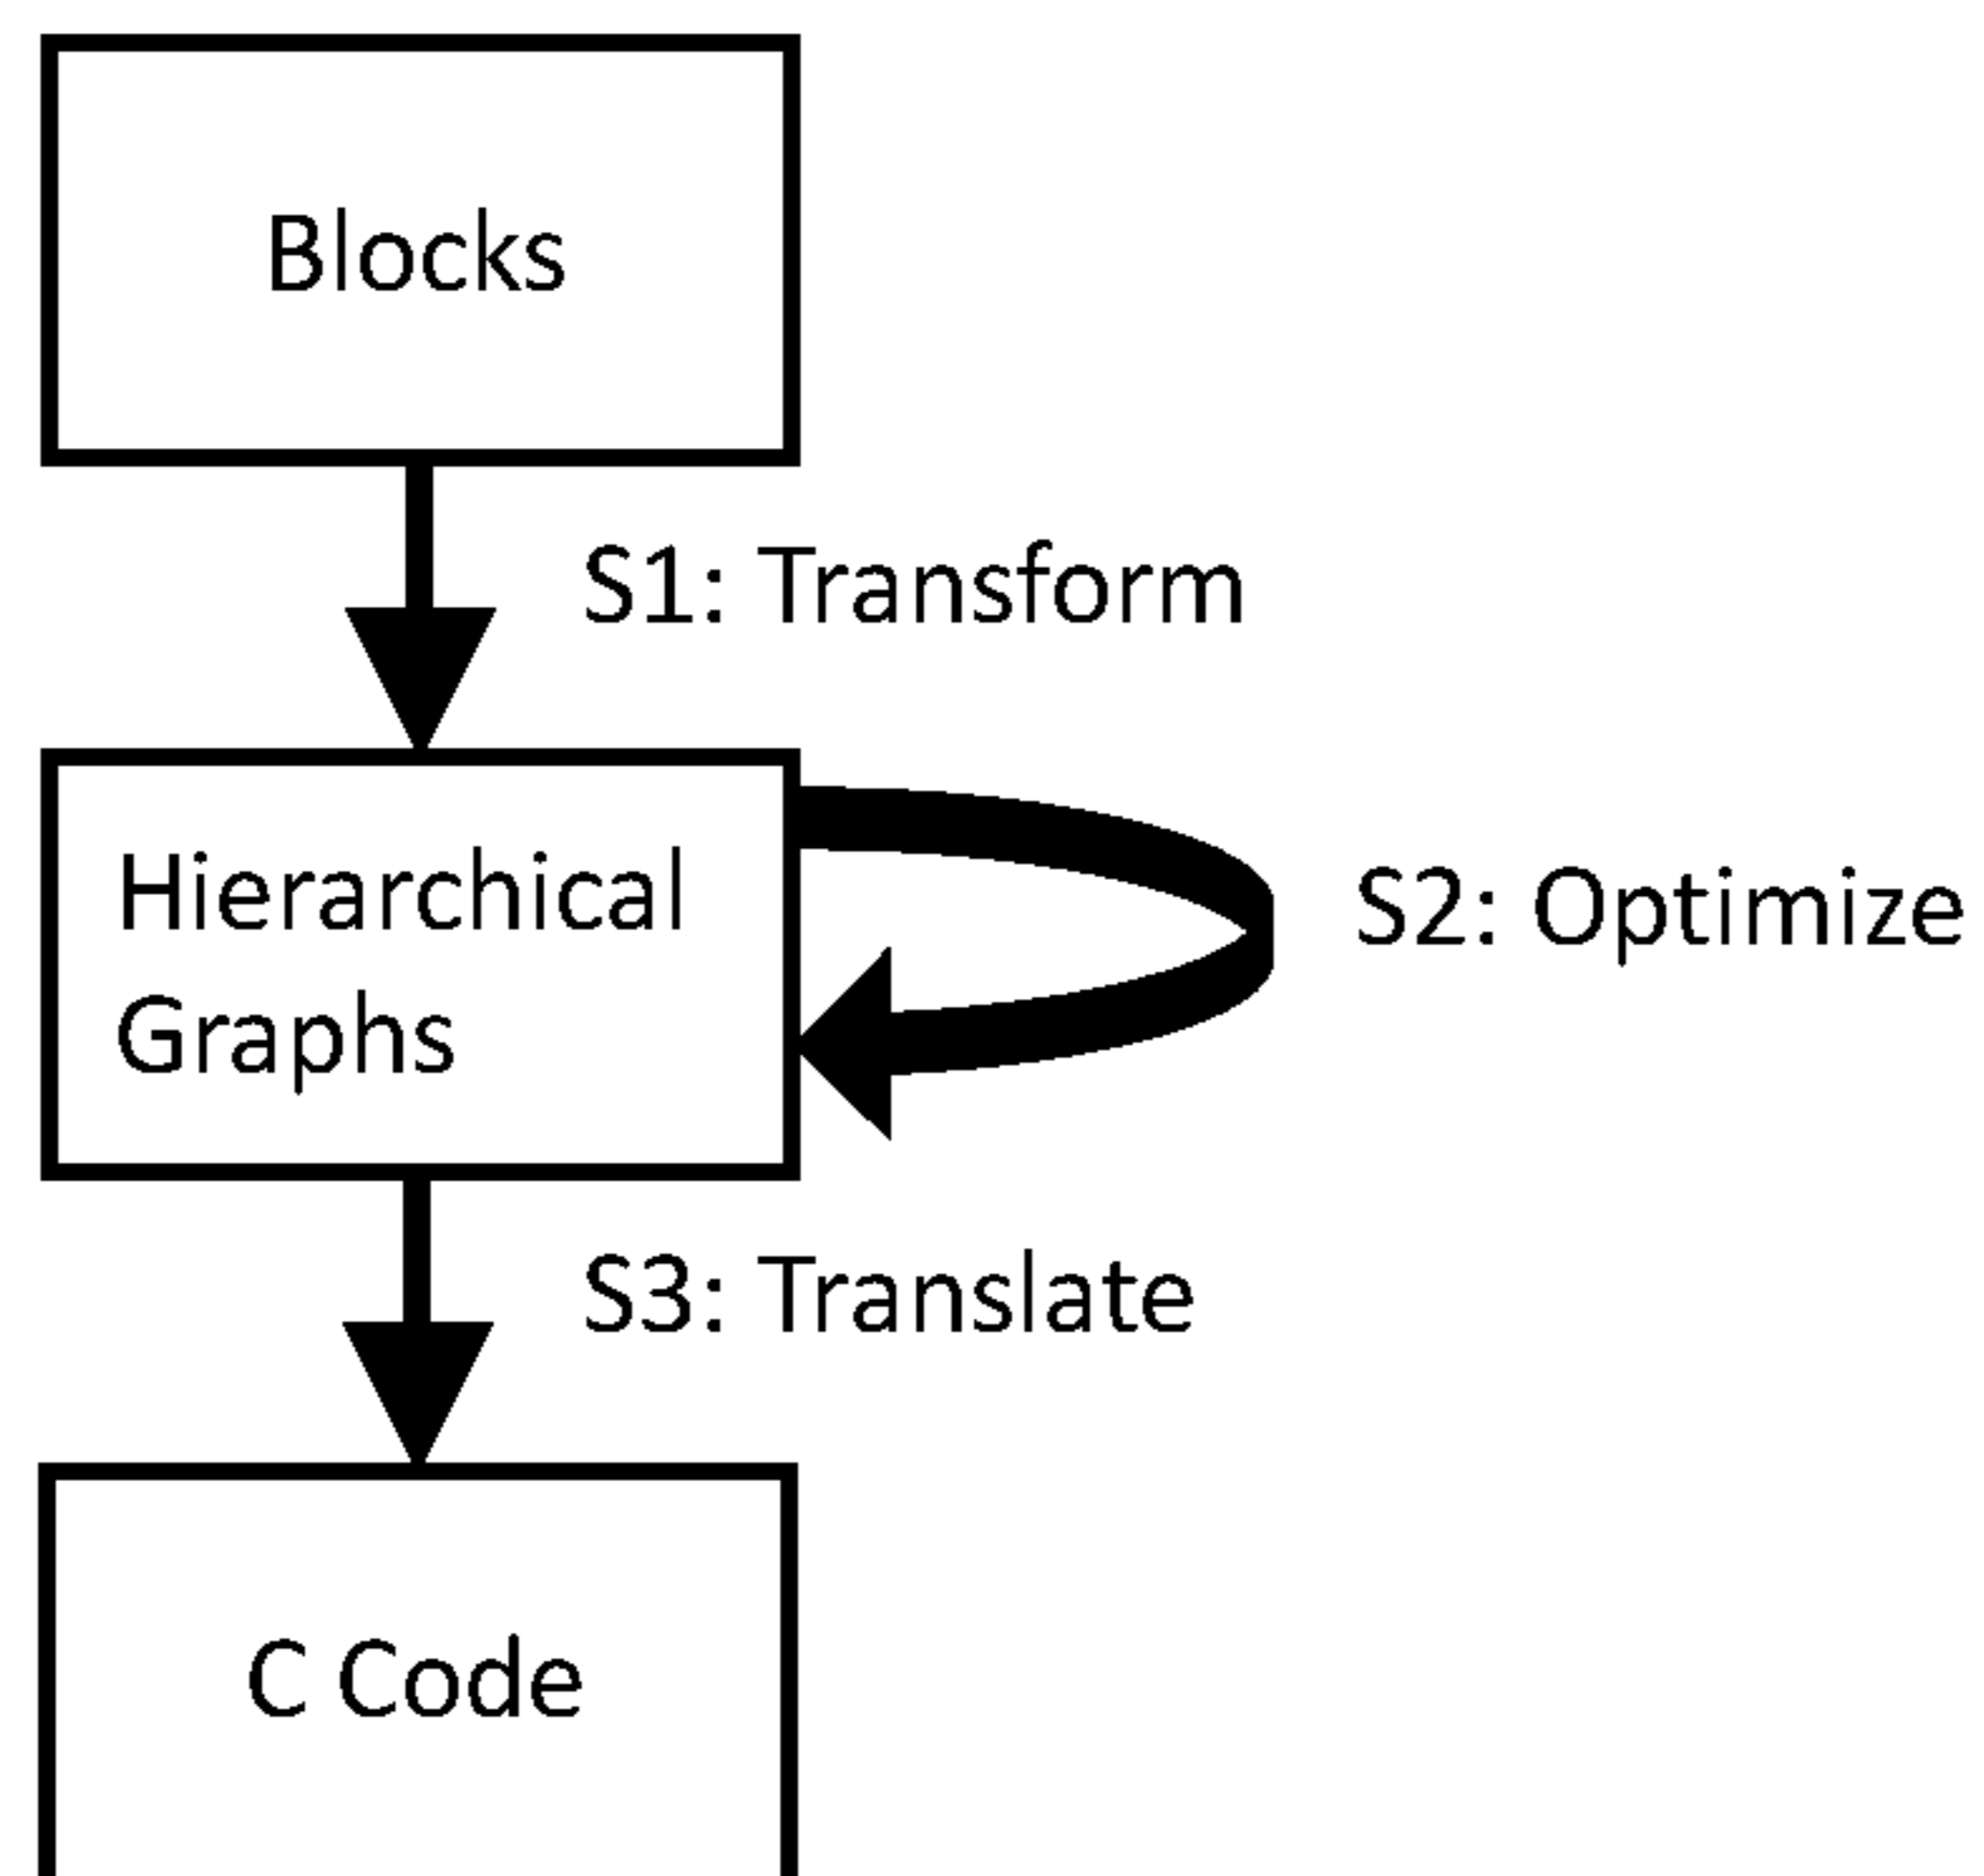 Blocks
S1: Transform
Hierarchical
Graphs
S2: Optimize
S3: Translate
C Code